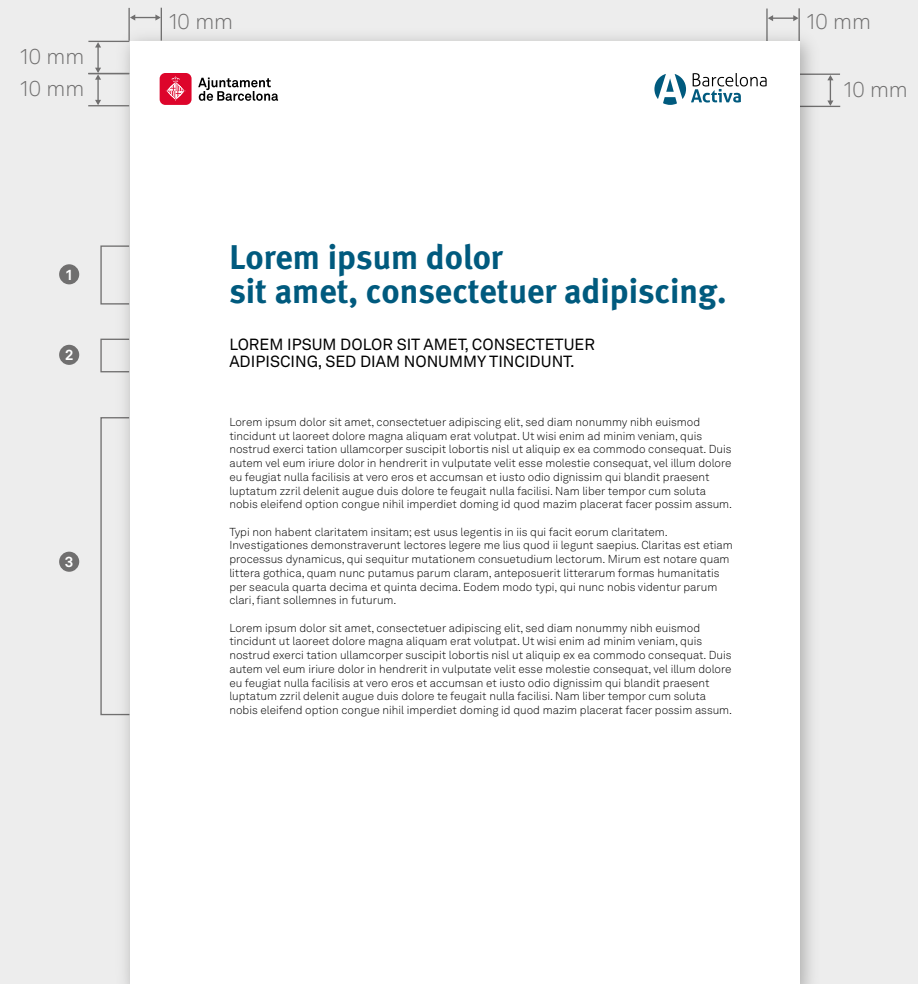 10 mm
10 mm
10 mm
10 mm
10 mm
Ajuntament
de Barcelona
Barcelona
Activa
1
Lorem ipsum dolor
sit amet, consectetuer adipiscing.
2
LOREM IPSUM DOLOR SIT AMET, CONSECTETUER
ADIPISCING, SED DIAM NONUMMY TINCIDUNT.
3
Lorem ipsum dolor sit amet, consectetuer adipiscing elit, sed diam nonummy nibh euismod
tincidunt ut laoreet dolore magna aliquam erat volutpat. Ut wisi enim ad minim veniam, quis
nostrud exerci tation ullamcorper suscipit lobortis nisl ut aliquip ex ea commodo consequat. Duis
autem vel eum iriure dolor in hendrerit in vulputate velit esse molestie consequat, vel illum dolore
eu feugiat nulla facilisis at vero eros et accumsan et iusto odio dignissim qui blandit praesent
luptatum zzril delenit augue duis dolore te feugait nulla facilisi. Nam liber tempor cum soluta
nobis eleifend option congue nihil imperdiet doming id quod mazim placerat facer possim assum.
Typi non habent claritatem insitam; est usus legentis in iis qui facit eorum claritatem.
Investigationes demonstraverunt lectores legere me lius quod ii legunt saepius. Claritas est etiam
processus dynamicus, qui sequitur mutationem consuetudium lectorum. Mirum est notare quam
littera gothica, quam nunc putamus parum claram, anteposuerit litterarum formas humanitatis
per seacula quarta decima et quinta decima. Eodem modo typi, qui nunc nobis videntur parum
clari, fiant sollemnes in futurum.
Lorem ipsum dolor sit amet, consectetuer adipiscing elit, sed diam nonummy nibh euismod
tincidunt ut laoreet dolore magna aliquam erat volutpat. Ut wisi enim ad minim veniam, quis
nostrud exerci tation ullamcorper suscipit lobortis nisl ut aliquip ex ea commodo consequat. Duis
autem vel eum iriure dolor in hendrerit in vulputate velit esse molestie consequat, vel illum dolore
eu feugiat nulla facilisis at vero eros et accumsan et iusto odio dignissim qui blandit praesent
luptatum zzril delenit augue duis dolore te feugait nulla facilisi. Nam liber tempor cum soluta
nobis eleifend option congue nihil imperdiet doming id quod mazim placerat facer possim assum.